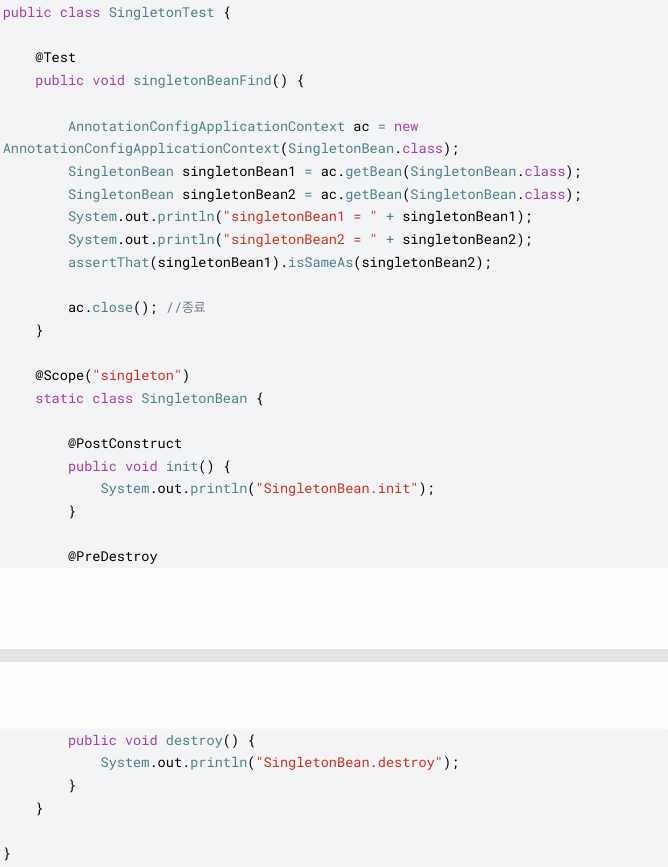 public class SingletonTest {
@Test
public void singletonBeanFind() {
AnnotationConfigApplicationContext ac = new
AnnotationConfigApplicationContext(SingletonBean.class);
SingletonBean singletonBean1 = ac.getBean(SingletonBean.class);
SingletonBean singletonBean2 = ac.getBean(SingletonBean.class);
System.out.println("singletonBean1 = " + singletonBean1);
System.out.println("singletonBean2 = " + singletonBean2);
assertThat(singletonBean1).isSameAs(singletonBean2);
ac.close(); //종료
}
@Scope("singleton")
static class SingletonBean {
@PostConstruct
public void init() {
System.out.println("SingletonBean.init");
}
@PreDestroy
public void destroy() {
System.out.println("SingletonBean.destroy");
}
}
}